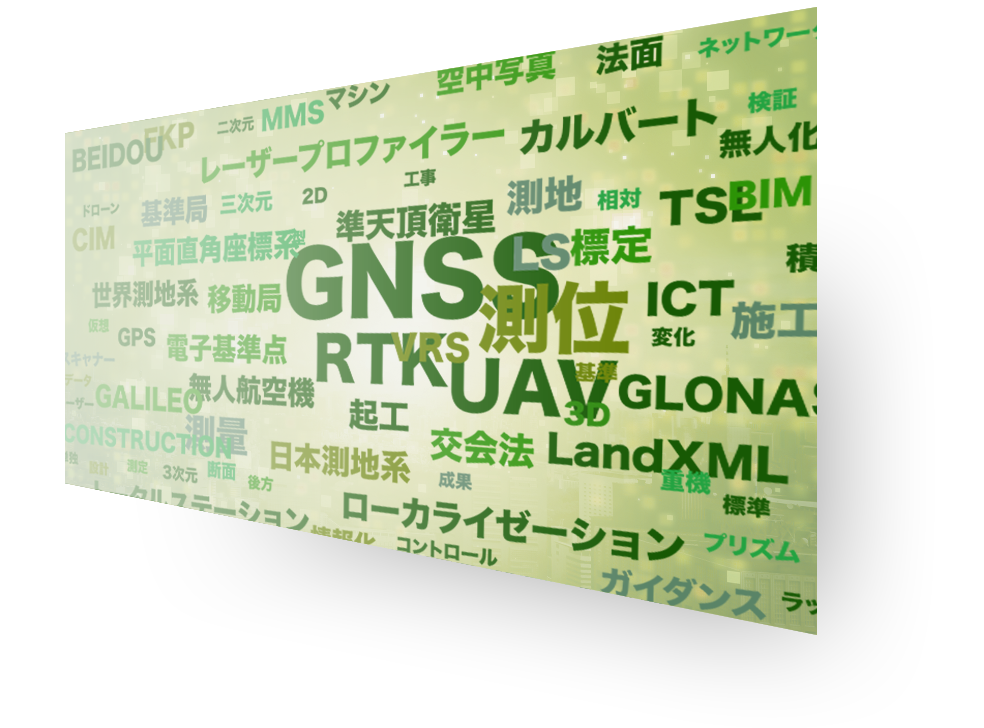 ネットワー
法面
空中写真
マシン
MMS
二次元
FKP
BEIDOU
検証
カルバート
無人化
レーザープロファイラー
工事
2D
三次元
基準局
ドローン
CIM
測地
相対
TSL
BIM
準天頂衛星
平面直角座標系
LS
標定
GNSS
積
世界測地系
移動局
ICT
測位
施工
仮想
GPS
電子基準点
RTK
VRS
変化
スキャナー
データ
ーザー
GALILEO
無人航空機
UAV
基準
GLONAS
3D
起工
測量
CONSTRUCTION
交会法
LandXML
日本測地系
重機
設計
測定
3次元
断面
後方
成果
標準
トータルステーション
ローカライゼーション
情報化
コントロール
プリズム
ガイダンス
ラッ